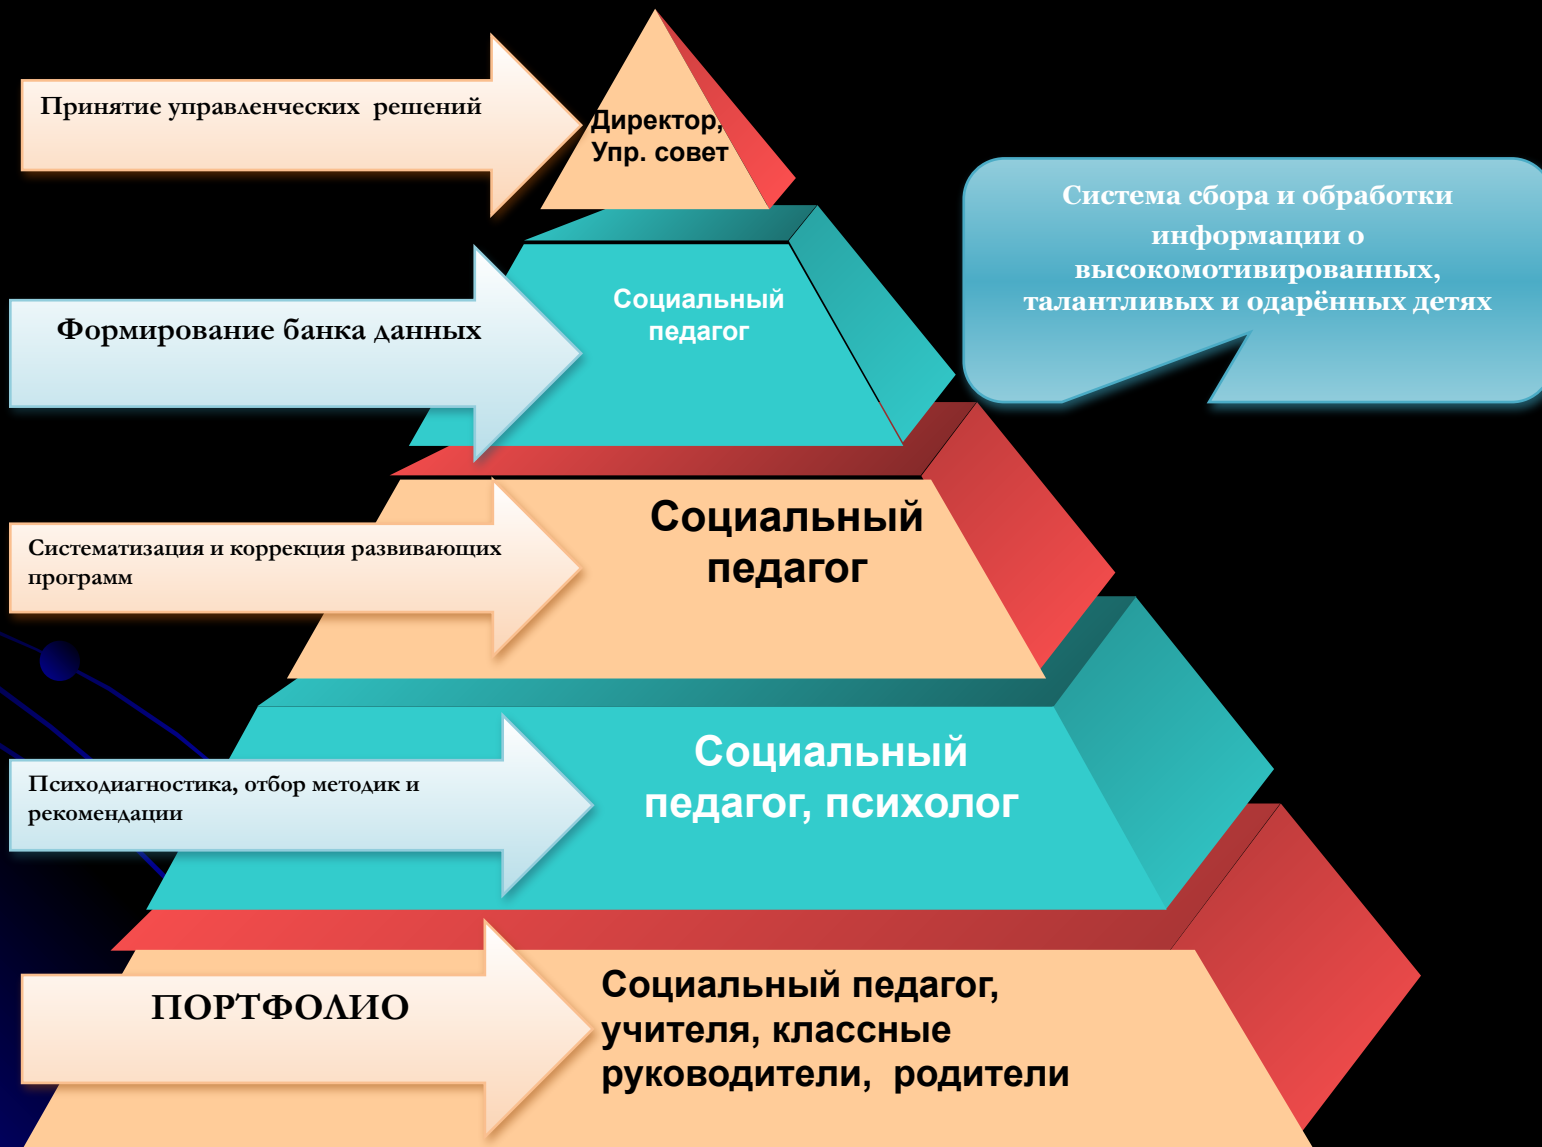 Принятие управленческих решений
Директор,
Упр. совет
Система сбора и обработки
информации о
высокомотивированных,
талантливых и одарённых детях
Формирование банка данных
Социальный
педагог
Систематизация и коррекция развивающих
программ
Социальный
педагог
Психодиагностика, отбор методик и
рекомендации
Социальный
педагог, психолог
ПОРТФОЛИО
Социальный педагог,
учителя, классные
руководители, родители